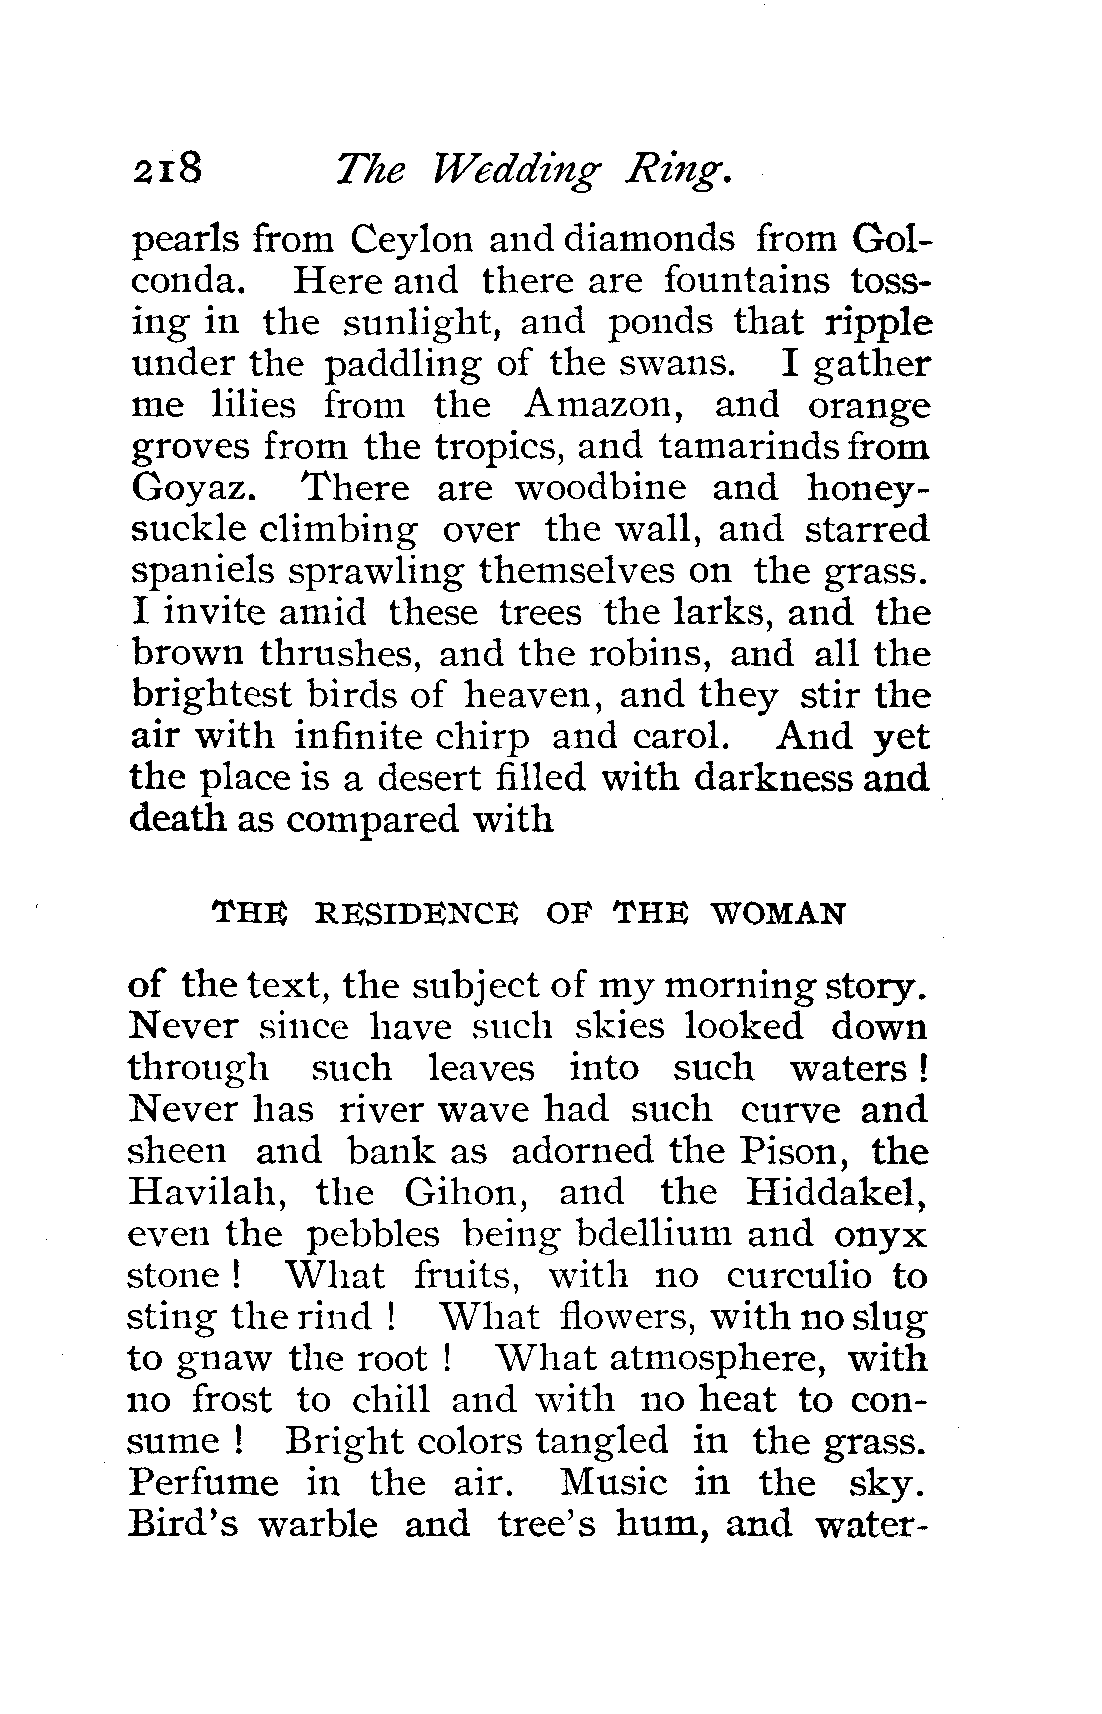 218 The Wedding Ring.
pearls from Ceylon and diamonds from Gol-
conda. Here and there are fountains toss-
ing in the sunlight, and ponds that ripple
under the paddling of the swans. I gather
me lilies from the Amazon, and orange
groves from the tropics, and tamarinds from
Goyaz. There are woodbine and honey-
suckle climbing over the wall, and starred
spaniels sprawling themselves on the grass.
I invite amid these trees the larks, and the
brown thrushes, and the robins, and all the
brightest birds of heaven, and they stir the
air with infinite chirp and carol. And yet
the place is a desert filled with darkness and
death as compared with
THE RESIDENCE OF THE WOMAN
of the text, the subject of my morning story.
Never since have such skies looked down
through such leaves into such waters !
Never has river wave had such curve and
sheen and bank as adorned the Pison, the
Havilah, the Gihon, and the Hiddakel,
even the pebbles being bdellium and onyx
stone ! What fruits, with no curculio to
sting the rind ! What flowers, with no slug
to gnaw the root ! What atmosphere, with
no frost to chill and with no heat to con-
sume ! Bright colors tangled in the grass.
Perfume in the air. Music in the sky.
Bird's warble and tree's hum, and water-